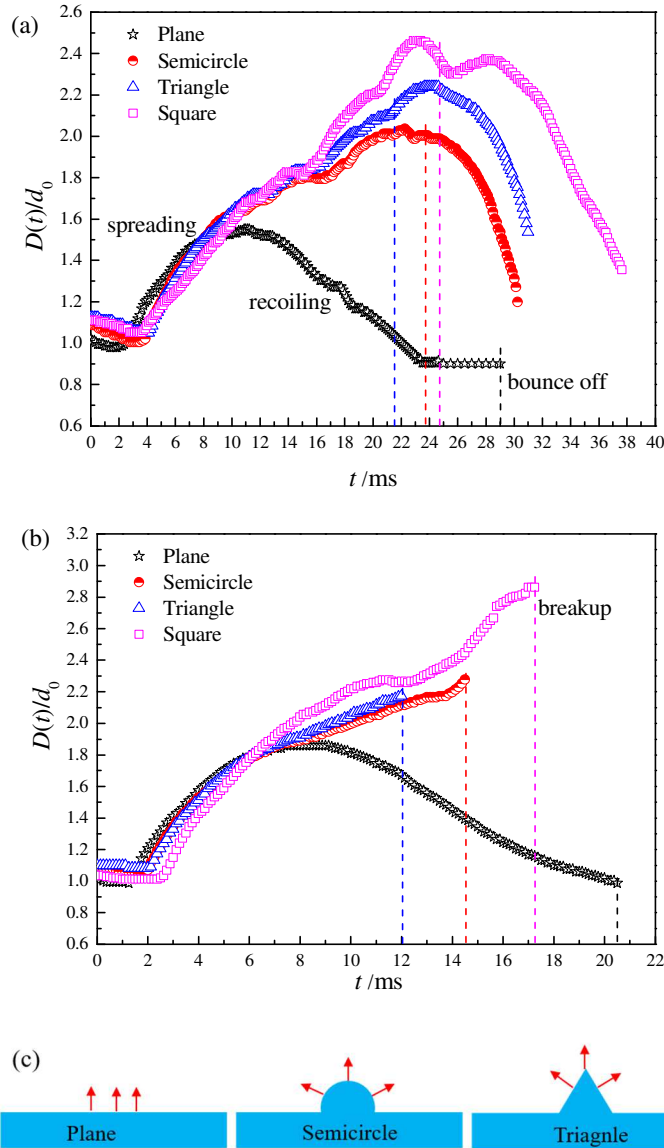 (a)
Plane
Semicircle
Triangle
Square
spreading
recoiling
bounce off
D(t)/d0
2.6
2.4
2.2
2.0
1.8
1.6
1.4
1.2
1.0
0.8
0.6
0 2 4 6 8 10 12 14 16 18 20 22 24 26 28 30 32 34 36 38 40
t /ms
(b)
Plane
Semicircle
Triangle
Square
breakup
D(t)/d0
3.2
3.0
2.8
2.6
2.4
2.2
2.0
1.8
1.6
1.4
1.2
1.0
0.8
0.6
0 2 4 6 8 10 12 14 16 18 20 22
t /ms
(c)
Plane
Semicircle
Triagnle